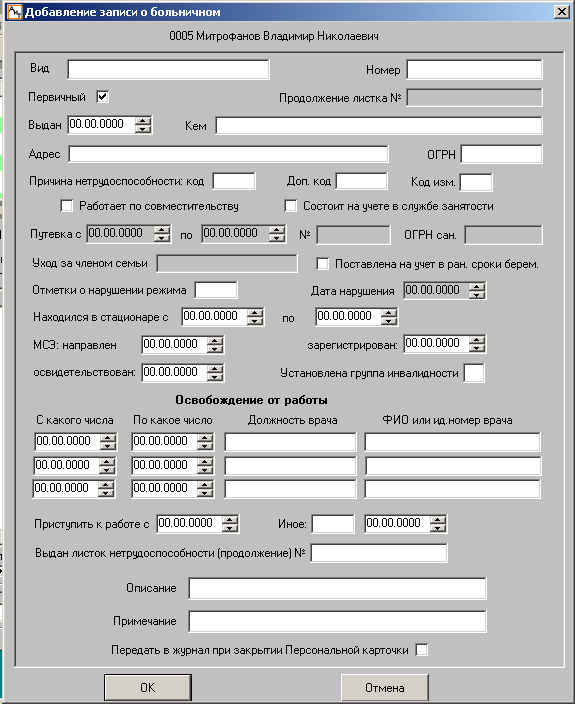 Добавление записи о больничном
0005 Митрофанов Владимир Николаевич
Вид Номер
Первичный Продолжение листка №
Выдан 00.00.0000 Кем
Адрес ОГРН
Причина нетрудоспособности: код Доп. код Код изм.
Работает по совместительству Состоит на учете в службе занятости
Путевка с 00.00.0000 по 00.00.0000 № ОГРН сан.
Уход за членом семьи Поставлена на учет в ран. сроки берем.
Отметки о нарушении режима Дата нарушения 00.00.0000
Находился в стационаре с 00.00.0000 по 00.00.0000
МСЭ: направлен 00.00.0000 зарегистрирован: 00.00.0000
освидетельствован: 00.00.0000 Установлена группа инвалидности
Освобождение от работы
С какого числа По какое число Должность врача ФИО или ид.номер врача
00.00.0000 00.00.0000
00.00.0000 00.00.0000
00.00.0000 00.00.0000
Приступить к работе с 00.00.0000 Иное: 00.00.0000
Выдан листок нетрудоспособности (продолжение) №
Описание
Примечание
Передать в журнал при закрытии Персональной карточки
OK Отмена